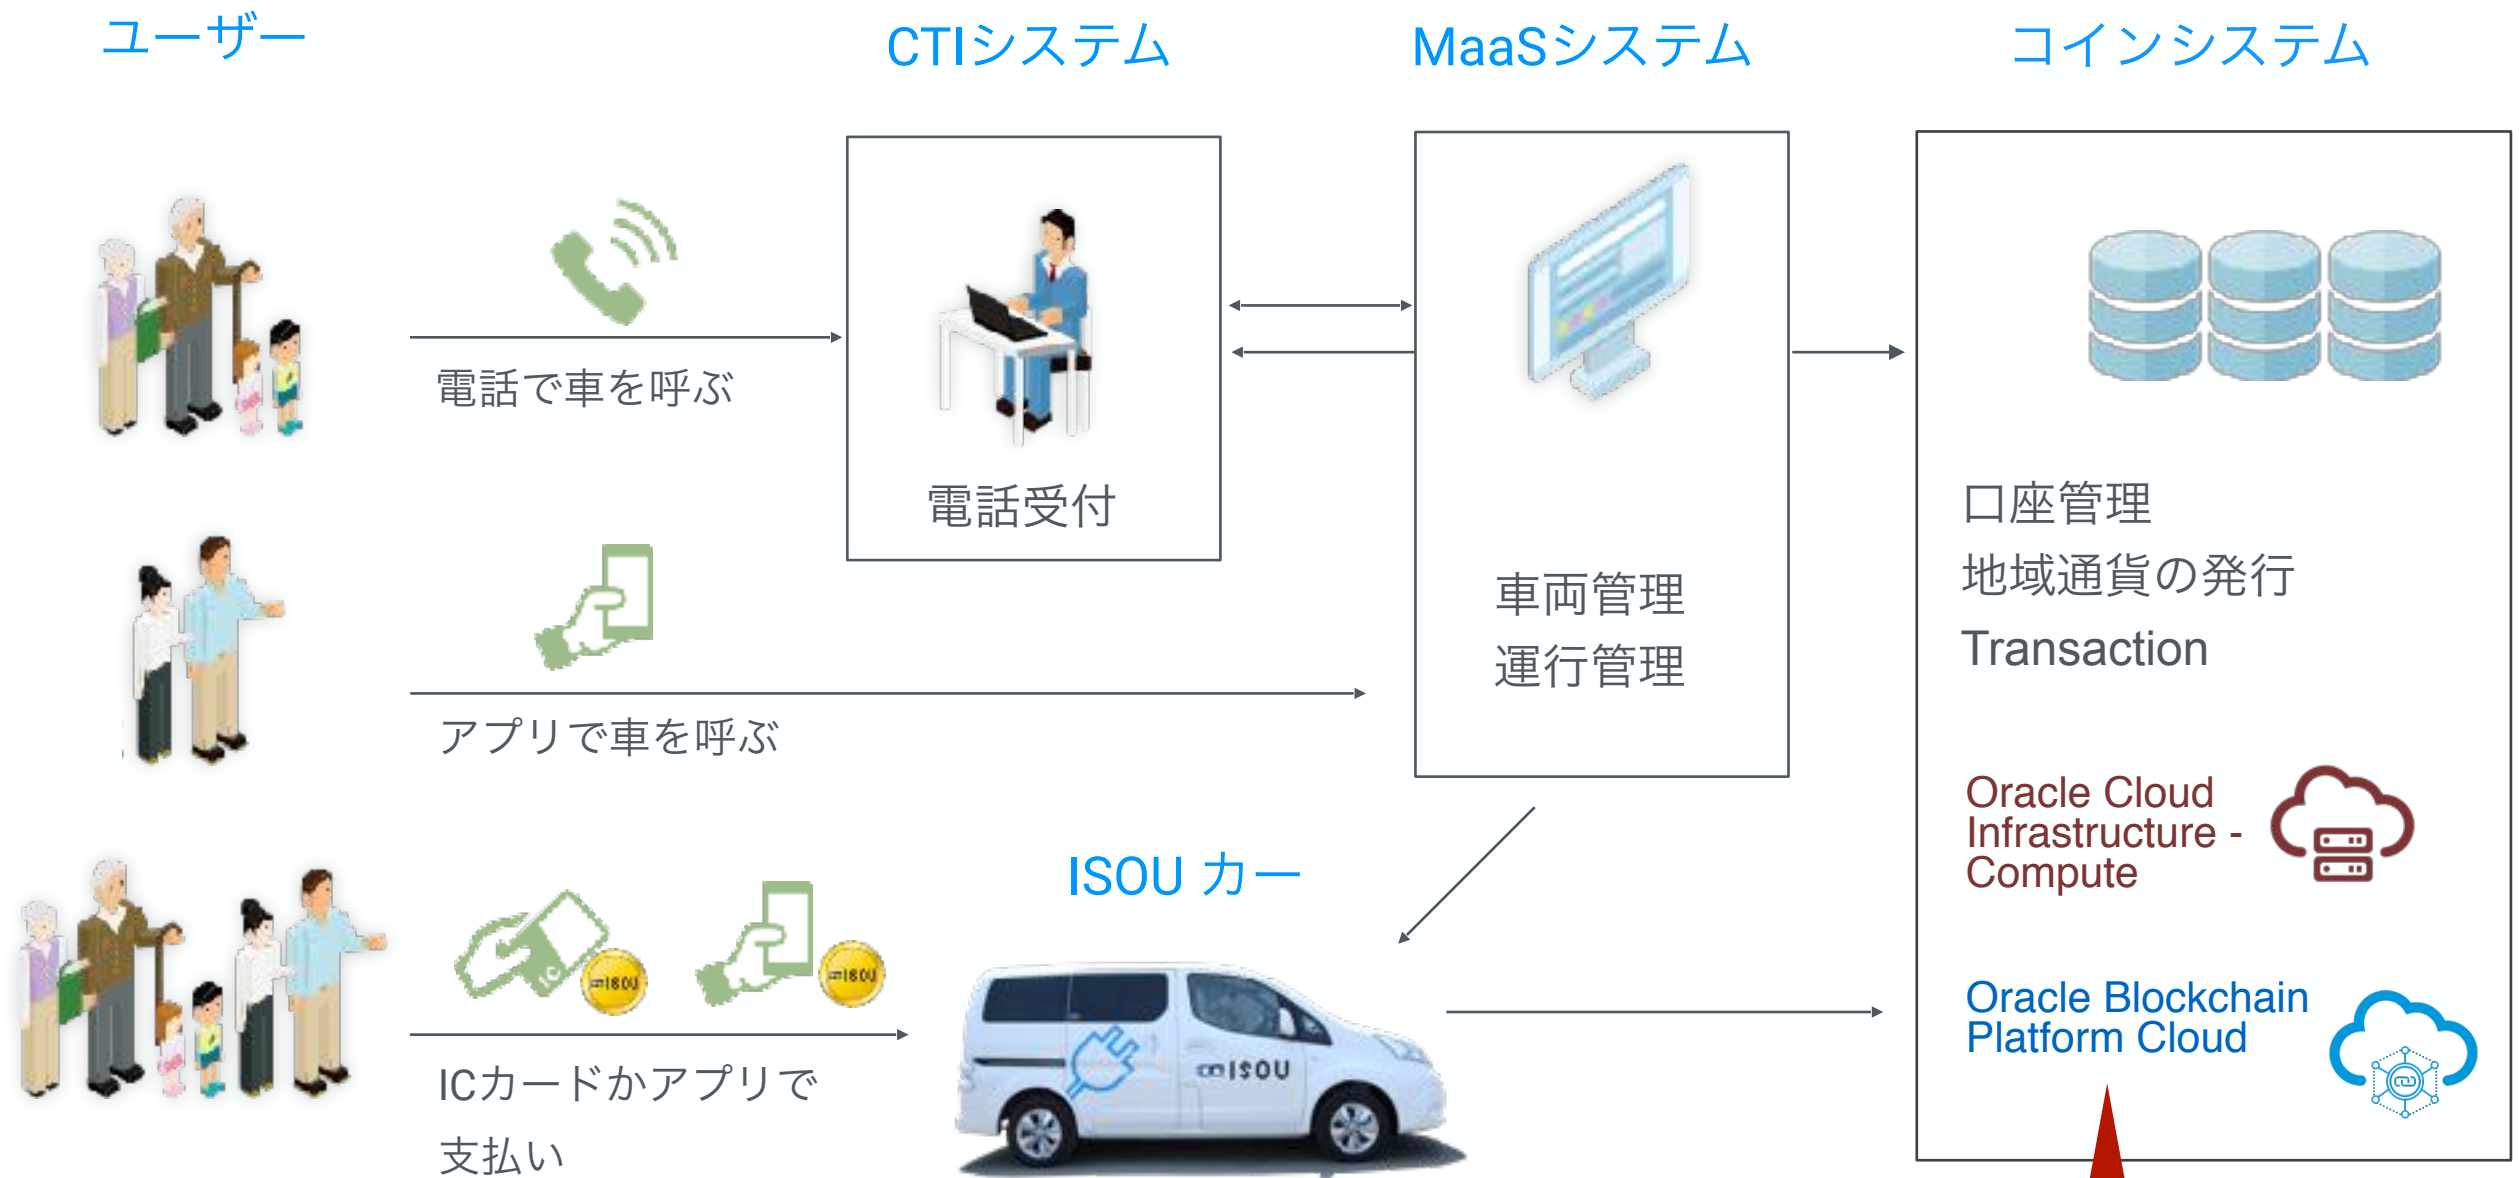 ユーザー
CTIシステム
MaaSシステム
コインシステム
電話で車を呼ぶ
電話受付
車両管理
運行管理
口座管理
地域通貨の発行
Transaction
アプリで車を呼ぶ
Oracle Cloud
Infrastructure -
Compute
ISOU カー
IC
ISOU
ISOU
ISOU
ICカードかアプリで
支払い
Oracle Blockchain
Platform Cloud